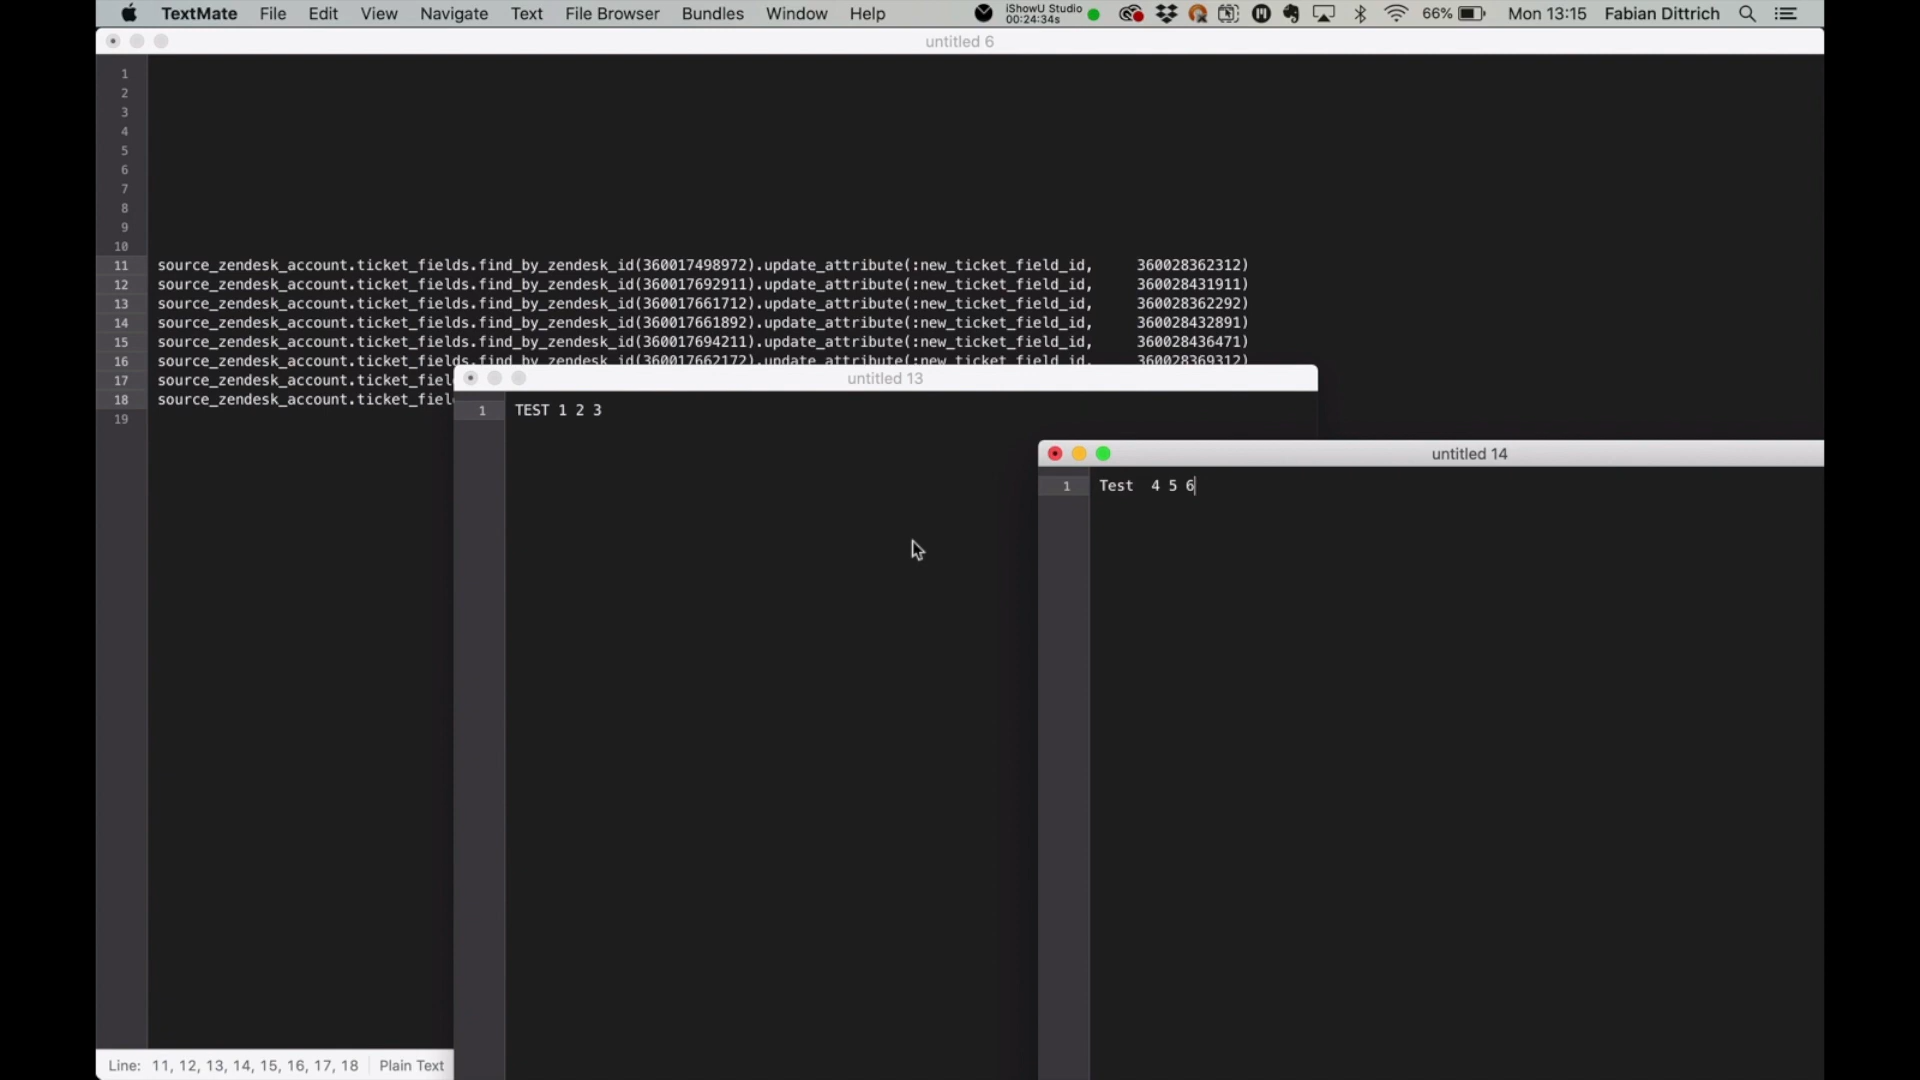 TextMate File Edit View Navigate Text File Browser Bundles Window Help iShowU Studio 00:24:34s 66% Mon 13:15 Fabian Dittrich
untitled 6
1
2
3
4
5
6
7
8
9
10
11 source_zendesk_account.ticket_fields.find_by_zendesk_id(360017498972).update_attribute(:new_ticket_field_id, 360028362312)
12 source_zendesk_account.ticket_fields.find_by_zendesk_id(360017692911).update_attribute(:new_ticket_field_id, 360028431911)
13 source_zendesk_account.ticket_fields.find_by_zendesk_id(360017661712).update_attribute(:new_ticket_field_id, 360028362292)
14 source_zendesk_account.ticket_fields.find_by_zendesk_id(360017661892).update_attribute(:new_ticket_field_id, 360028432891)
15 source_zendesk_account.ticket_fields.find_by_zendesk_id(360017694211).update_attribute(:new_ticket_field_id, 360028436471)
16 source_zendesk_account.ticket_fields.find_by_zendesk_id(360017662172).update_attribute(:new_ticket_field_id, 360028369312)
17 source_zendesk_account.ticket_fiel
18 source_zendesk_account.ticket_fiel
19
untitled 13
1 TEST 1 2 3
untitled 14
1 Test  4 5 6
Line: 11, 12, 13, 14, 15, 16, 17, 18 Plain Text